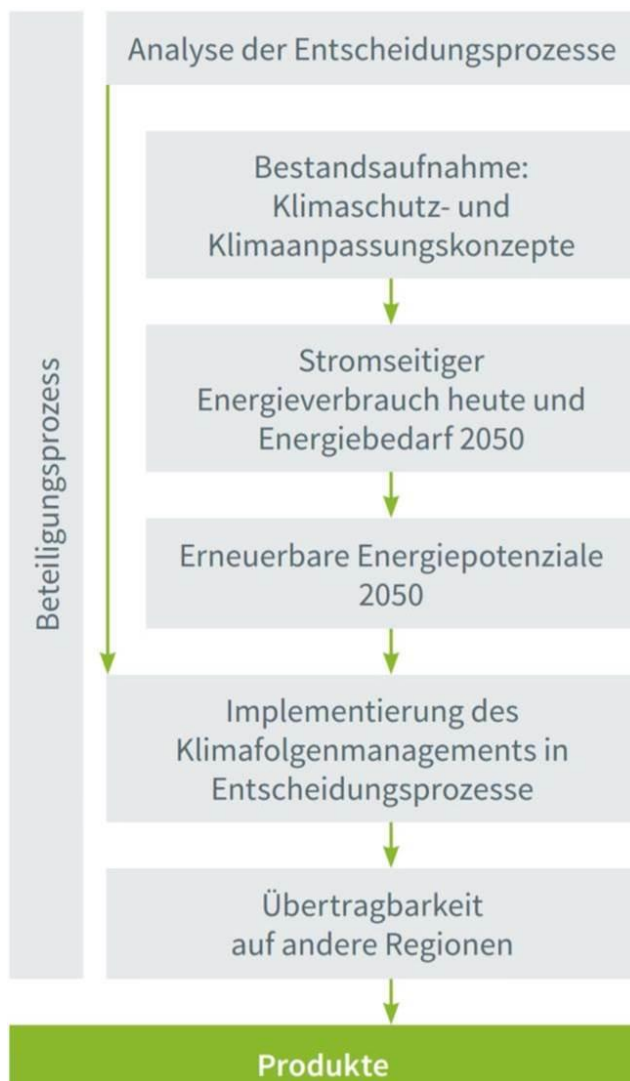 Analyse der Entscheidungsprozesse
Bestandsaufnahme:
Klimaschutz- und
Klimaanpassungskonzepte
Stromseitiger
Energieverbrauch heute und
Energiebedarf 2050
Erneuerbare Energiepotenziale
2050
Implementierung des
Klimafolgenmanagements in
Entscheidungsprozesse
Übertragbarkeit
auf andere Regionen
Beteiligungsprozess
Produkte